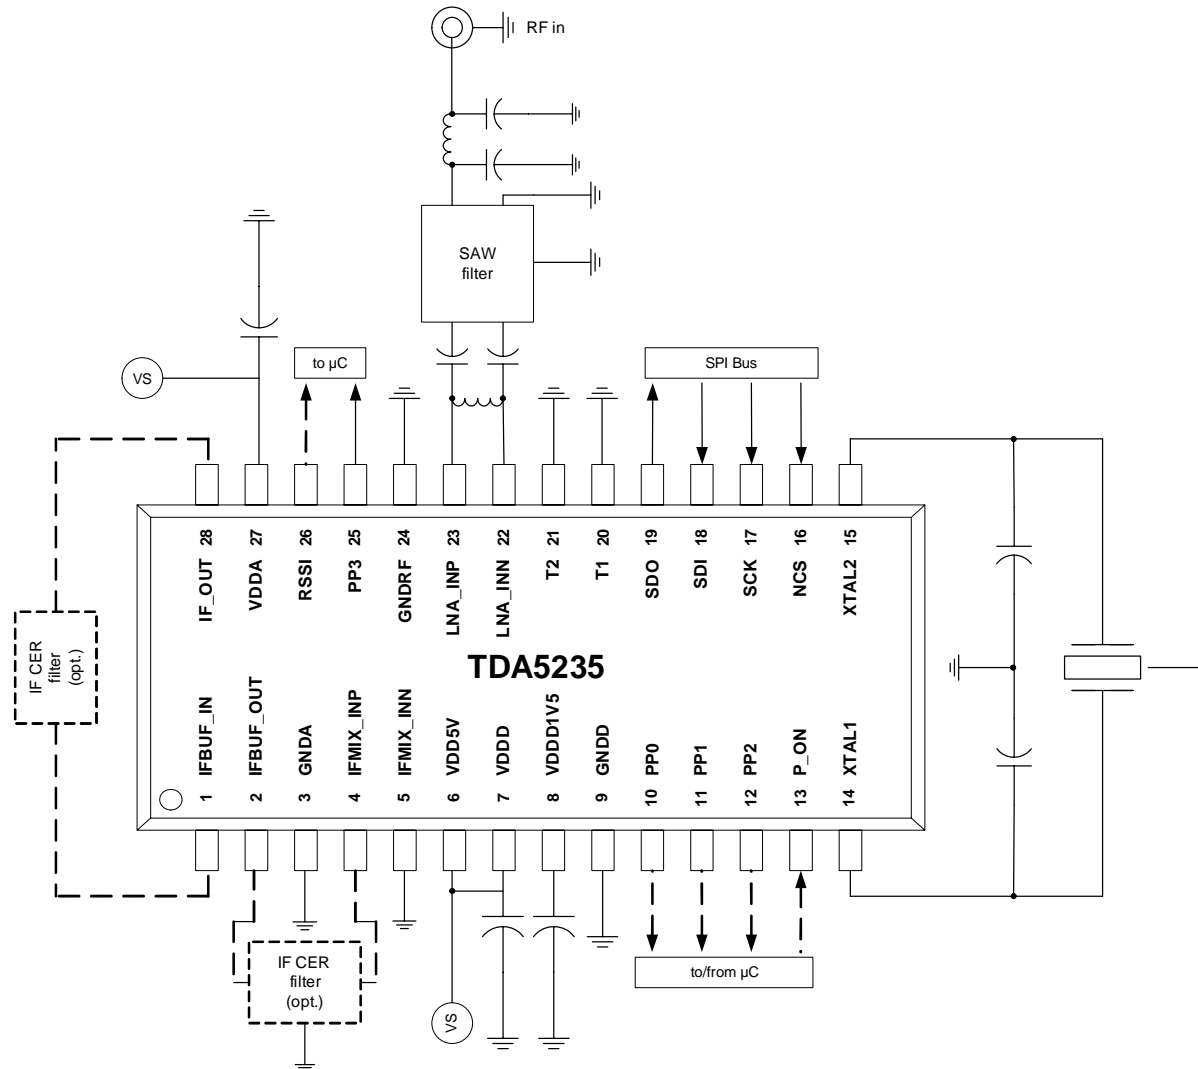 RF in
SAW
filter
VS
to µC
SPI Bus
28
27
26
25
24
23
22
21
20
19
18
17
16
15
IF_OUT
VDDA
RSSI
PP3
GNDRF
LNA_INP
LNA_INN
T2
T1
SDO
SDI
SCK
NCS
XTAL2
IF CER
filter
(opt.)
TDA5235
IFBUF_IN
IFBUF_OUT
GNDA
IFMIX_INP
IFMIX_INN
VDD5V
VDDD
VDDD1V5
GNDD
PP0
PP1
PP2
P_ON
XTAL1
1
2
3
4
5
6
7
8
9
10
11
12
13
14
IF CER
filter
(opt.)
to/from µC
VS